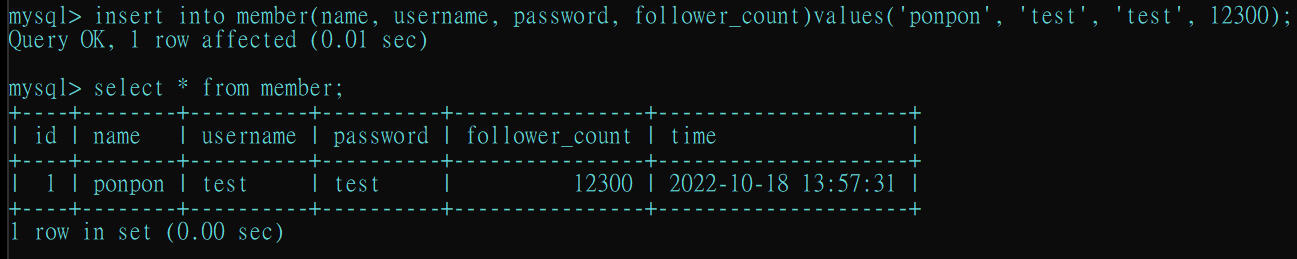 mysql> insert into member(name, username, password, follower_count)values('ponpon', 'test', 'test', 12300);
Query OK, 1 row affected (0.01 sec)

mysql> select * from member;
+----+--------+----------+----------+----------------+---------------------+
| id | name   | username | password | follower_count | time                |
+----+--------+----------+----------+----------------+---------------------+
|  1 | ponpon | test     | test     |          12300 | 2022-10-18 13:57:31 |
+----+--------+----------+----------+----------------+---------------------+
1 row in set (0.00 sec)